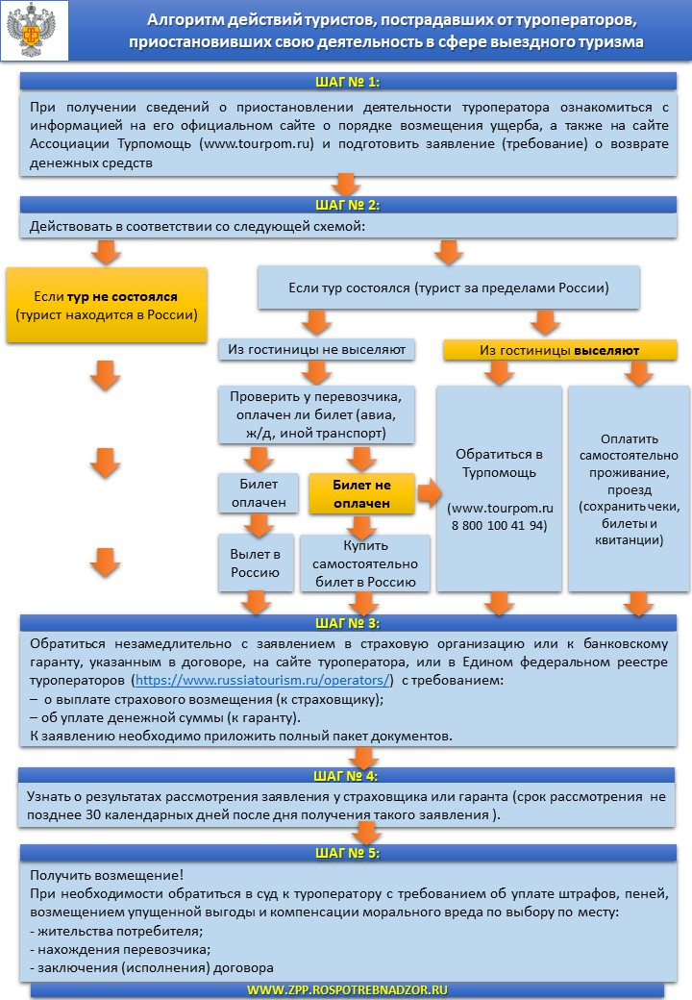 Алгоритм действий туристов, пострадавших от туроператоров,
приостановивших свою деятельность в сфере выездного туризма
ШАГ № 1:
При получении сведений о приостановлении деятельности туроператора ознакомиться с
информацией на его официальном сайте о порядке возмещения ущерба, а также на сайте
Ассоциации Турпомощь (www.tourpom.ru) и подготовить заявление (требование) о возврате
денежных средств
ШАГ № 2:
Действовать в соответствии со следующей схемой:
Если тур не состоялся
(турист находится в России)
Если тур состоялся (турист за пределами России)
Из гостиницы не выселяют
Из гостиницы выселяют
Проверить у перевозчика,
оплачен ли билет (авиа,
ж/д, иной транспорт)
Билет
оплачен
Билет не
оплачен
Вылет в
Россию
Купить
самостоятельно
билет в Россию
Обратиться в
Турпомощь
(www.tourpom.ru
8 800 100 41 94)
Оплатить
самостоятельно
проживание,
проезд
(сохранить чеки,
билеты и
квитанции)
ШАГ № 3:
Обратиться незамедлительно с заявлением в страховую организацию или к банковскому
гаранту, указанным в договоре, на сайте туроператора, или в Едином федеральном реестре
туроператоров (https://www.russiatourism.ru/operators/) с требованием:
– о выплате страхового возмещения (к страховщику);
– об уплате денежной суммы (к гаранту).
К заявлению необходимо приложить полный пакет документов.
ШАГ № 4:
Узнать о результатах рассмотрения заявления у страховщика или гаранта (срок рассмотрения не
позднее 30 календарных дней после дня получения такого заявления ).
ШАГ № 5:
Получить возмещение!
При необходимости обратиться в суд к туроператору с требованием об уплате штрафов, пеней,
возмещением упущенной выгоды и компенсации морального вреда по выбору по месту:
- жительства потребителя;
- нахождения перевозчика;
- заключения (исполнения) договора
WWW.ZPP.ROSPOTREBNADZOR.RU